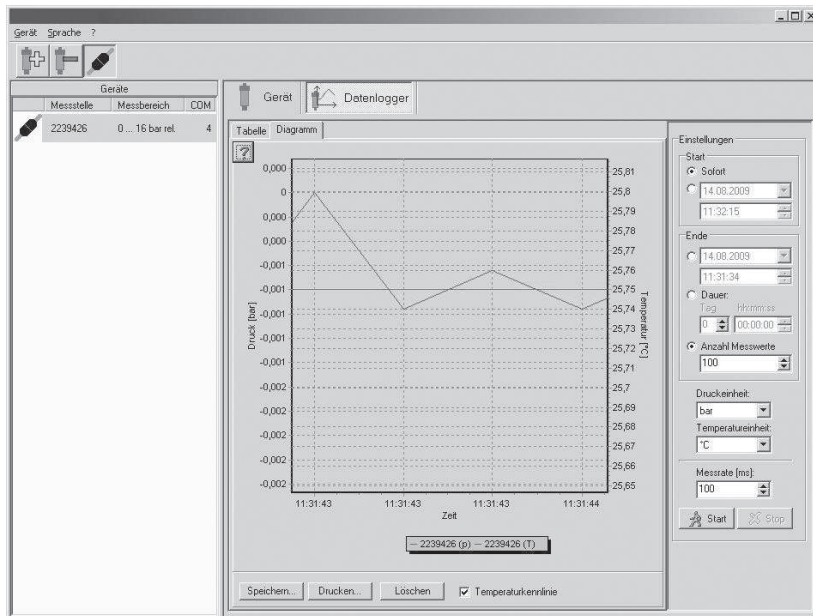 Gerät Sprache ?
Geräte
Messstelle Messbereich COM
2239426 0 ... 16 bar rel. 4
Gerät Datenlogger
Tabelle Diagramm
?
0,000
0
0,000
0,000
-0,001
-0,001
-0,001
-0,001
-0,001
-0,002
-0,002
-0,002
-0,002
-0,002
Druck [bar]
25,81
25,8
25,79
25,78
25,77
25,76
25,75
25,74
25,73
25,72
25,71
25,7
25,69
25,68
25,67
25,66
25,65
Temperatur [°C]
11:31:43 11:31:43 11:31:43 11:31:44
Zeit
2239426 (p) 2239426 (T)
Speichern... Drucken... Löschen Temperaturkennlinie
Einstellungen
Start
Sofort
14.08.2009
11:32:15
Ende
14.08.2009
11:31:34
Dauer:
Tag Hh:mm:ss
0 00:00:00
Anzahl Messwerte
100
Druckeinheit:
bar
Temperatureinheit:
°C
Messrate [ms]:
100
Start Stop